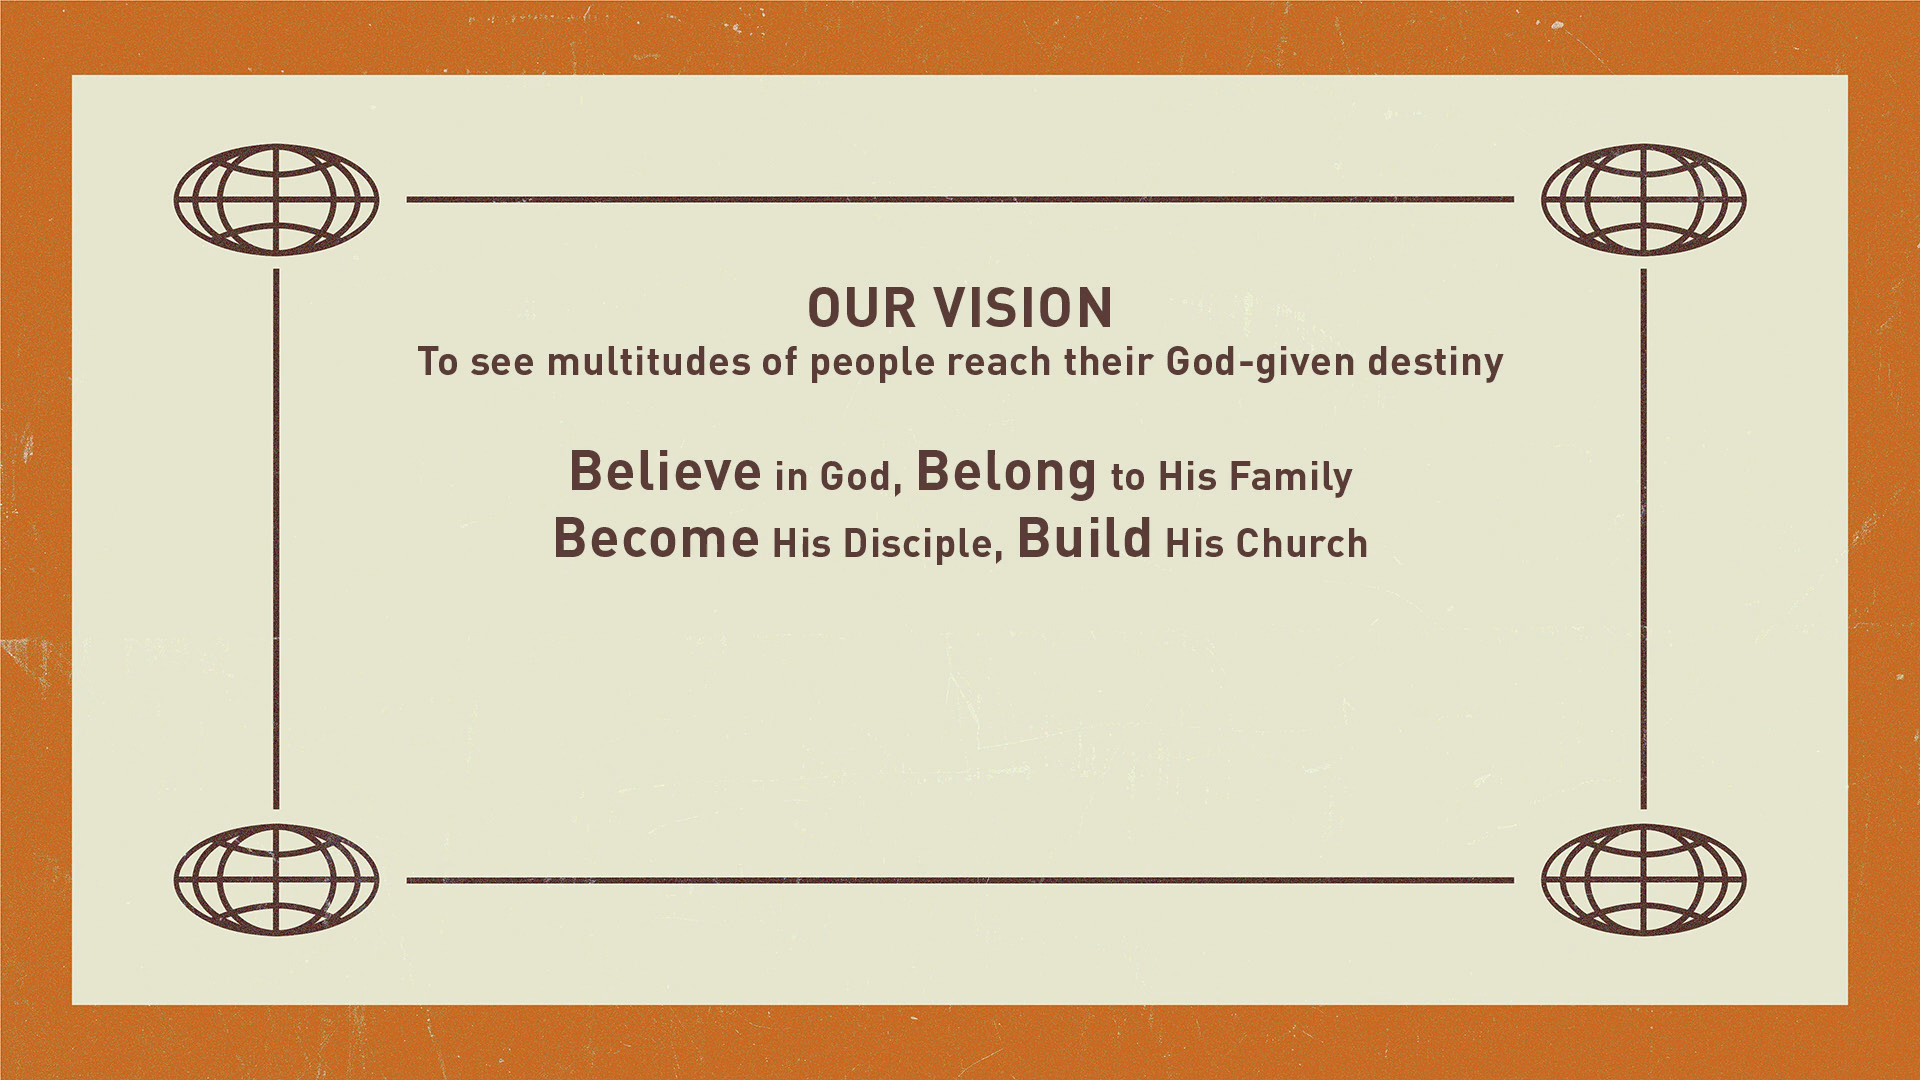 OUR VISION
To see multitudes of people reach their God-given destiny
Believe in God, Belong to His Family
Become His Disciple, Build His Church